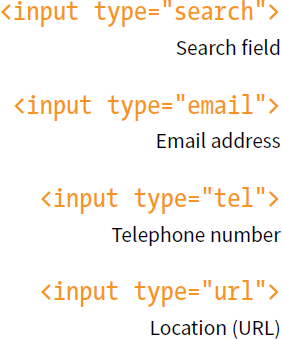 <input type="search">
Search field
<input type="email">
Email address
<input type="tel">
Telephone number
<input type="url">
Location (URL)